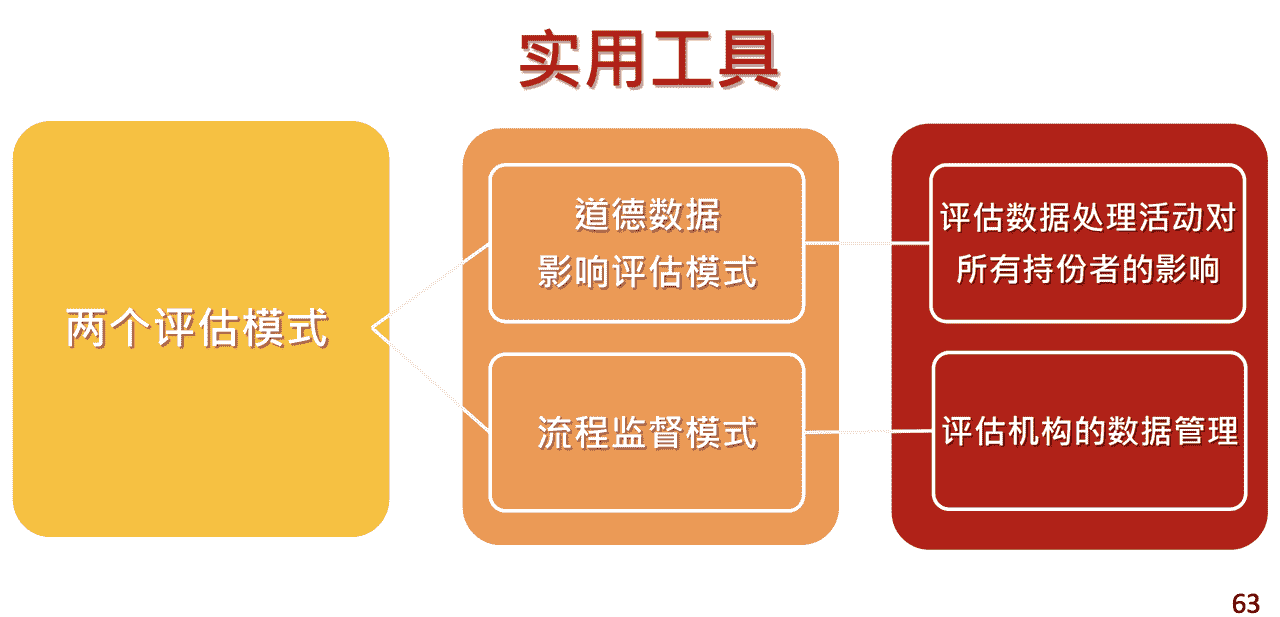 实用工具
两个评估模式
道德数据
影响评估模式
评估数据处理活动对
所有持份者的影响
流程监督模式
评估机构的数据管理
63